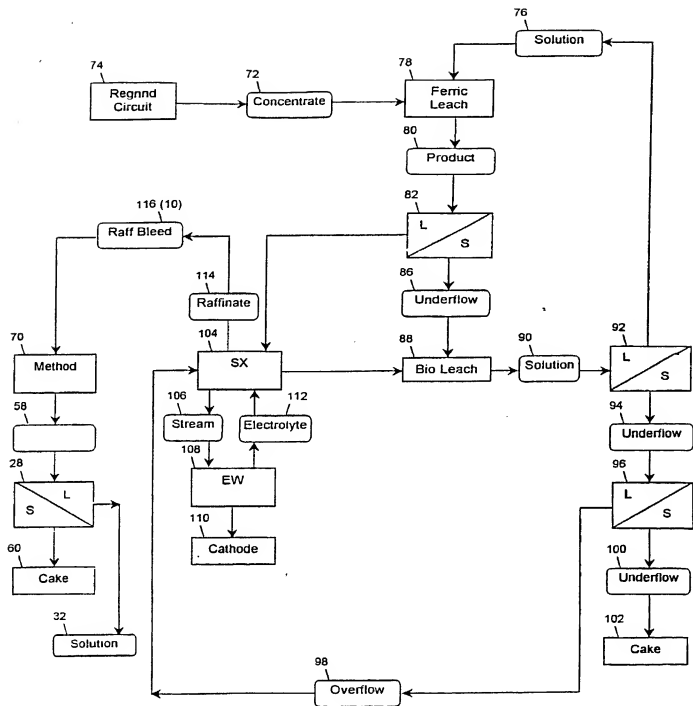 76
Solution
74
Regnnd
Circuit
72
Concentrate
78
Ferric
Leach
80
Product
82
L
S
116 (10)
Raff Bleed
114
Raffinate
86
Underflow
104
SX
88
Bio Leach
90
Solution
92
L
S
70
Method
106
Stream
112
Electrolyte
94
Underflow
58
108
EW
96
L
S
28
S
L
110
Cathode
100
Underflow
60
Cake
102
Cake
32
Solution
98
Overflow